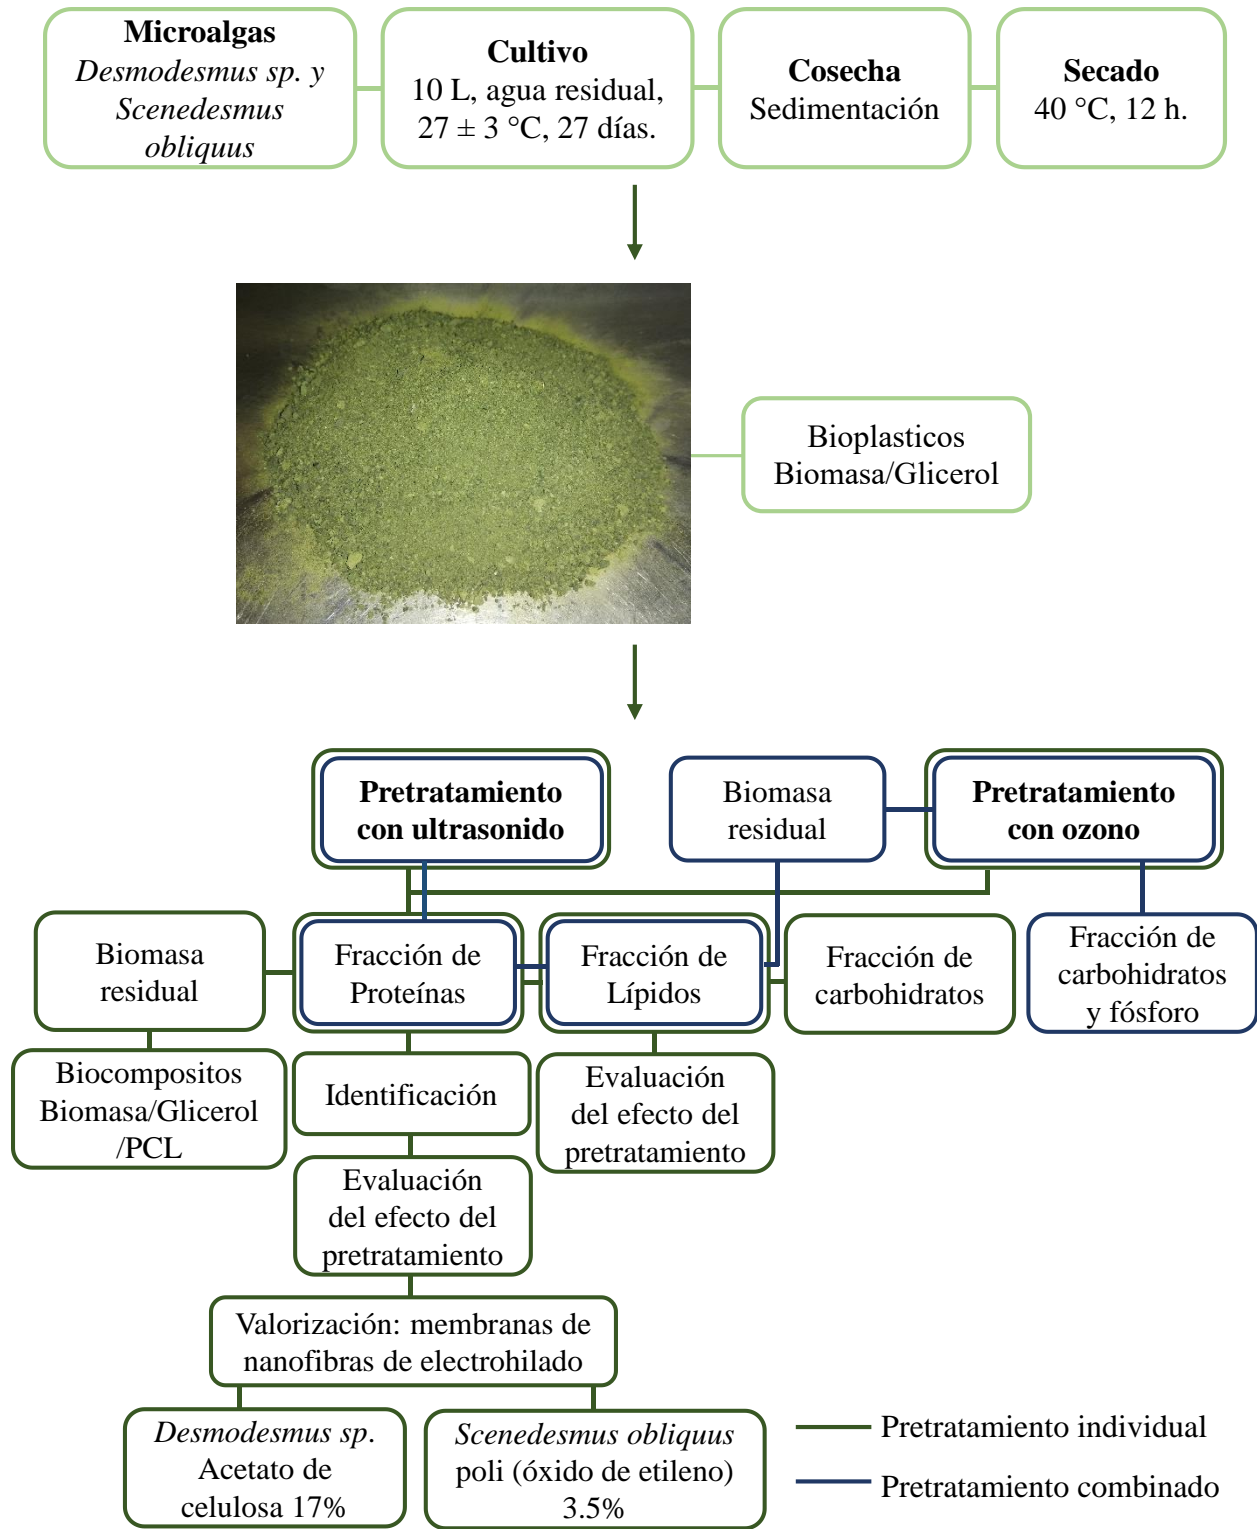 Microalgas
Desmodesmus sp. y
Scenedesmus
obliquus
Cultivo
10 L, agua residual,
27 ± 3 °C, 27 días.
Cosecha
Sedimentación
Secado
40 °C, 12 h.
Bioplasticos
Biomasa/Glicerol
Pretratamiento
con ultrasonido
Biomasa
residual
Pretratamiento
con ozono
Biomasa
residual
Fracción de
Proteínas
Fracción de
Lípidos
Fracción de
carbohidratos
Fracción de
carbohidratos
y fósforo
Biocompositos
Biomasa/Glicerol
/PCL
Identificación
Evaluación
del efecto del
pretratamiento
Evaluación
del efecto del
pretratamiento
Valorización: membranas de
nanofibras de electrohilado
Desmodesmus sp.
Acetato de
celulosa 17%
Scenedesmus obliquus
poli (óxido de etileno)
3.5%
Pretratamiento individual
Pretratamiento combinado